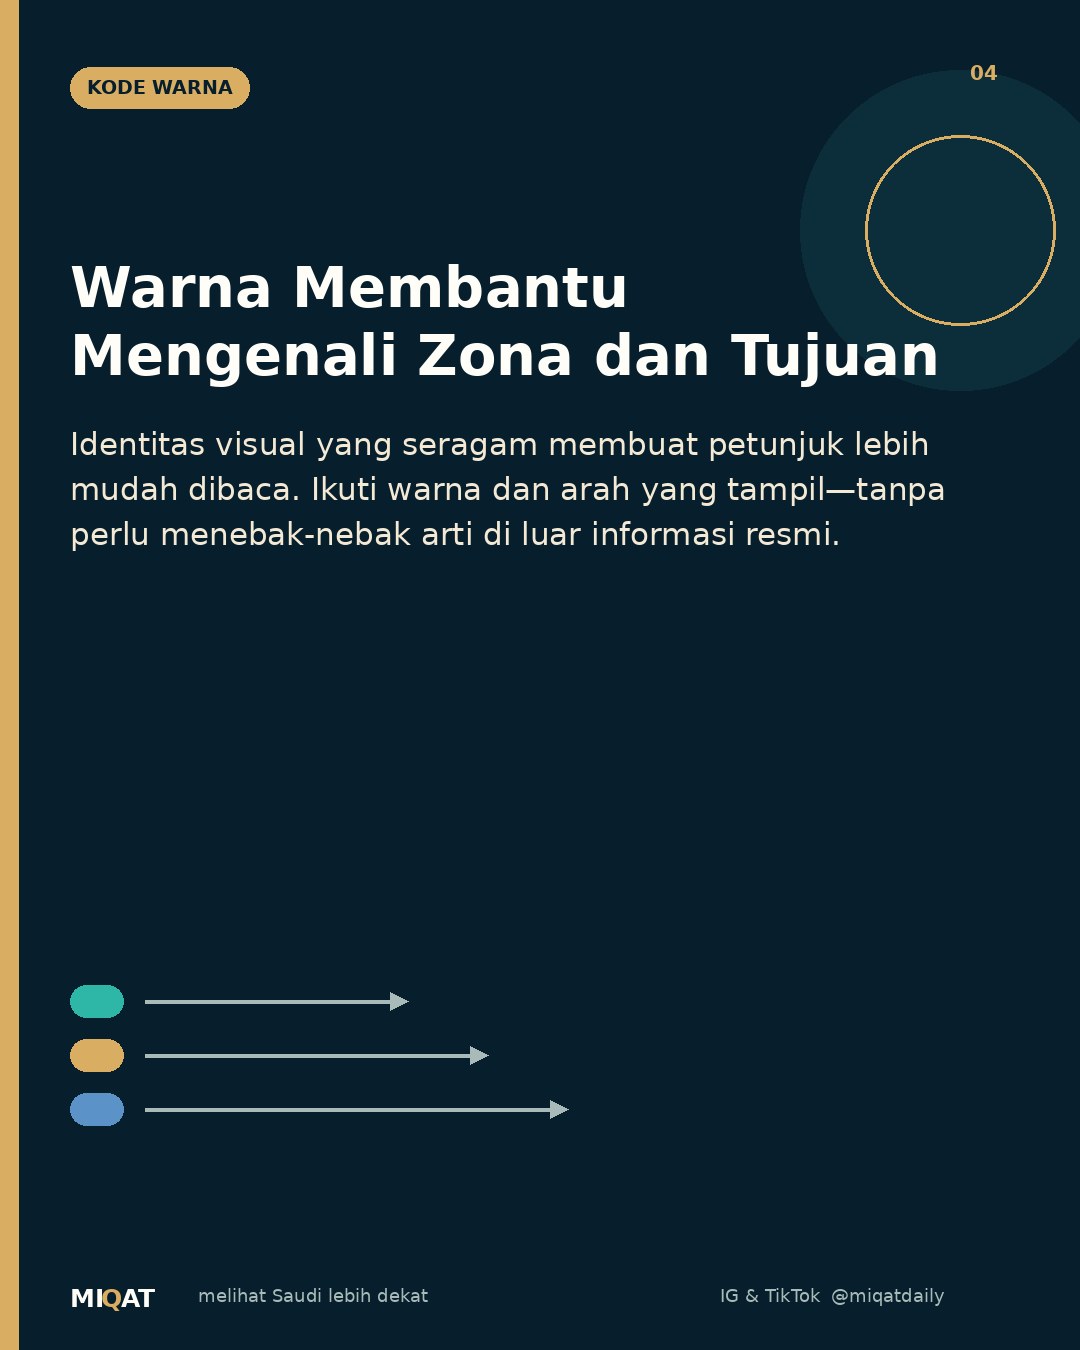 KODE WARNA
04
Warna Membantu
Mengenali Zona dan Tujuan
Identitas visual yang seragam membuat petunjuk lebih
mudah dibaca. Ikuti warna dan arah yang tampil—tanpa
perlu menebak-nebak arti di luar informasi resmi.
MIQAT
melihat Saudi lebih dekat
IG & TikTok @miqatdaily